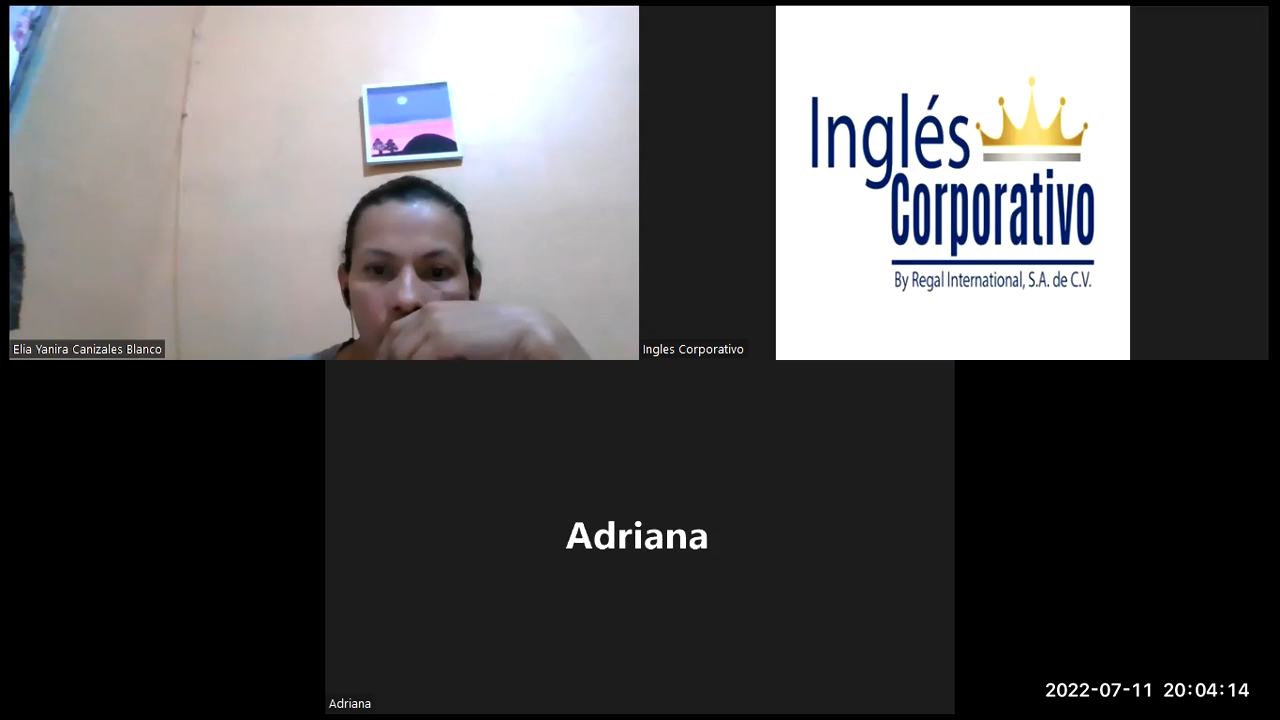 Inglés
Corporativo
By Regal International, S.A. de C.V.
Elia Yanira Canizales Blanco
Ingles Corporativo
Adriana
Adriana
2022-07-11 20:04:14